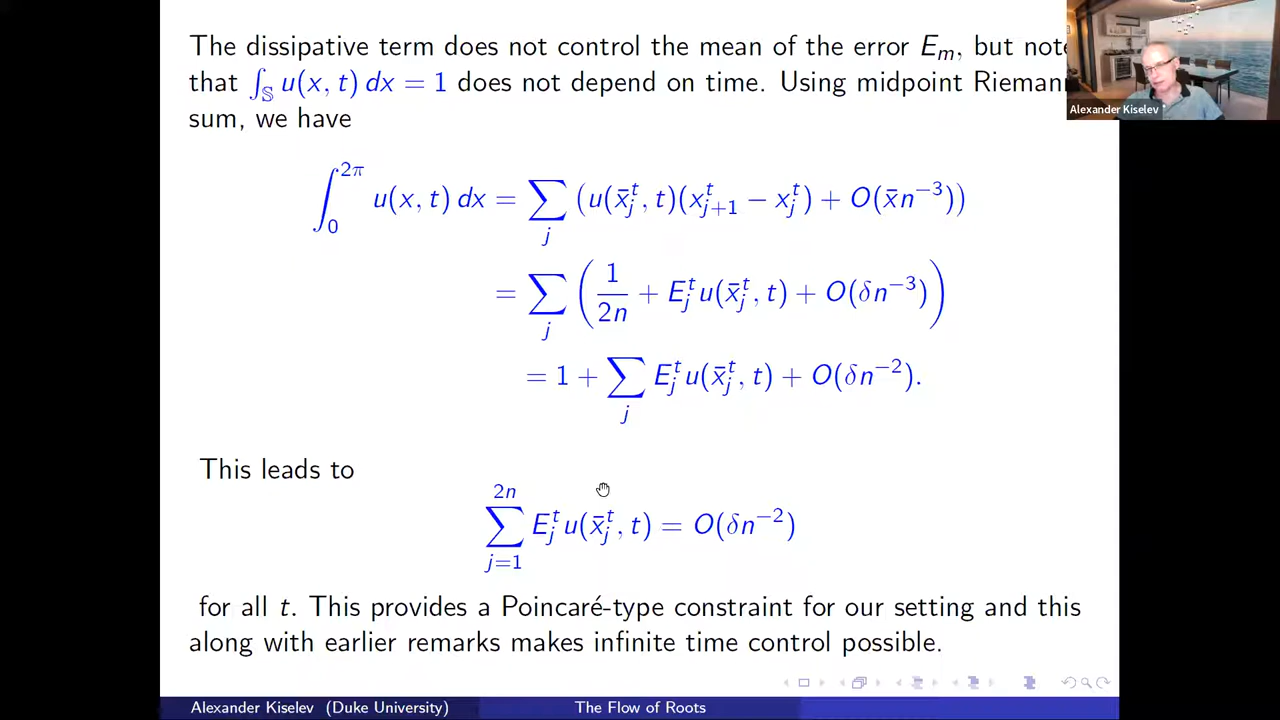 The dissipative term does not control the mean of the error E_m, but note
that ∫_𝕊 u(x, t) dx = 1 does not depend on time. Using midpoint Riemann
sum, we have
∫_0^{2π} u(x, t) dx = ∑_j (u(x̄_j^t, t)(x_{j+1}^t − x_j^t) + O(x̄n^{−3}))
= ∑_j (1/2n + E_j^t u(x̄_j^t, t) + O(δn^{−3}))
= 1 + ∑_j E_j^t u(x̄_j^t, t) + O(δn^{−2}).
This leads to
∑_{j=1}^{2n} E_j^t u(x̄_j^t, t) = O(δn^{−2})
for all t. This provides a Poincaré-type constraint for our setting and this
along with earlier remarks makes infinite time control possible.
Alexander Kiselev
Alexander Kiselev (Duke University)
The Flow of Roots